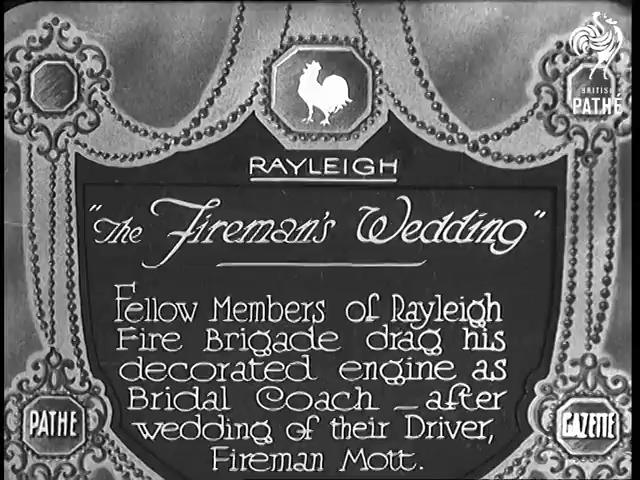 BRITISH
PATHÉ
RAYLEIGH
"The Fireman's Wedding"
Fellow Members of Rayleigh
Fire Brigade drag his
decorated engine as
Bridal Coach – after
wedding of their Driver,
Fireman Mott.
PATHE
GAZETTE